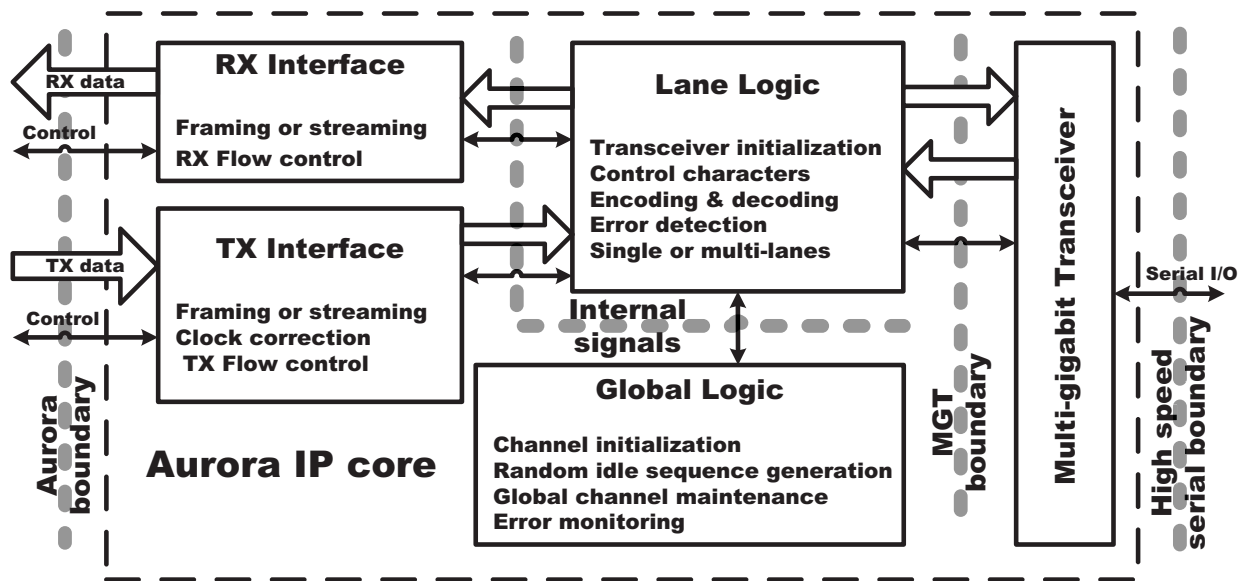 RX Interface
RX data
Control
Framing or streaming
RX Flow control
TX Interface
TX data
Control
Framing or streaming
Clock correction
TX Flow control
Lane Logic
Transceiver initialization
Control characters
Encoding & decoding
Error detection
Single or multi-lanes
Internal
signals
Global Logic
Channel initialization
Random idle sequence generation
Global channel maintenance
Error monitoring
Aurora IP core
Aurora
boundary
MGT
boundary
Multi-gigabit Transceiver
Serial I/O
High speed
serial boundary